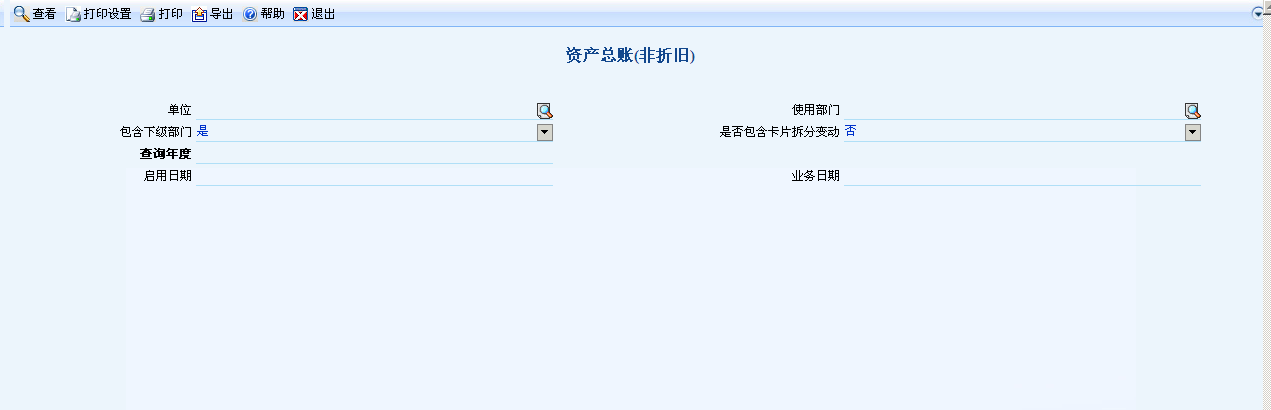 查看 打印设置 打印 导出 帮助 退出
资产总账(非折旧)
单位 使用部门
包含下级部门 是 是否包含卡片拆分变动 否
查询年度
启用日期 业务日期